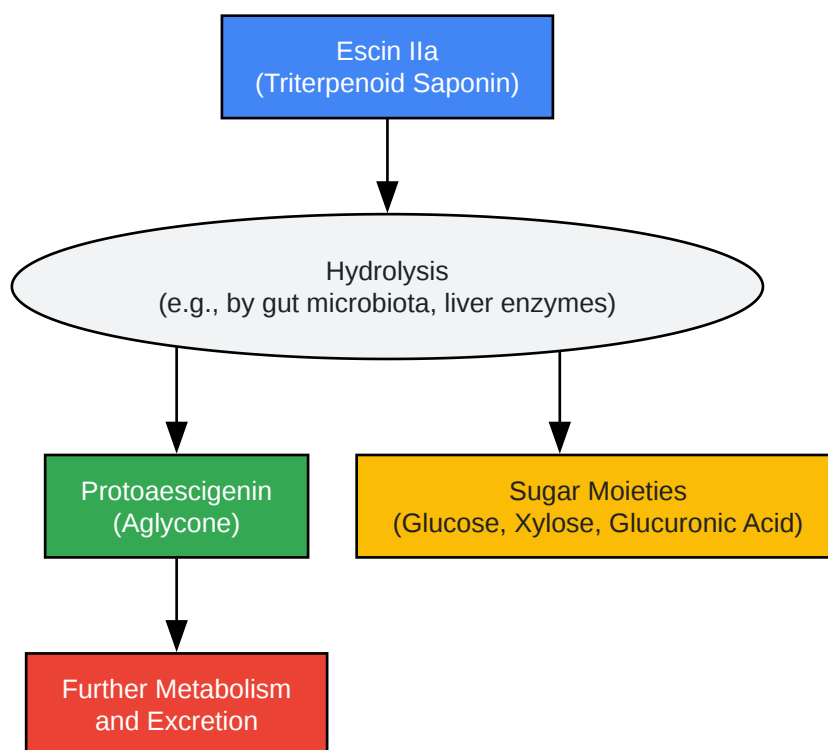 Escin IIa
(Triterpenoid Saponin)
Hydrolysis
(e.g., by gut microbiota, liver enzymes)
Protoaescigenin
(Aglycone)
Sugar Moieties
(Glucose, Xylose, Glucuronic Acid)
Further Metabolism
and Excretion